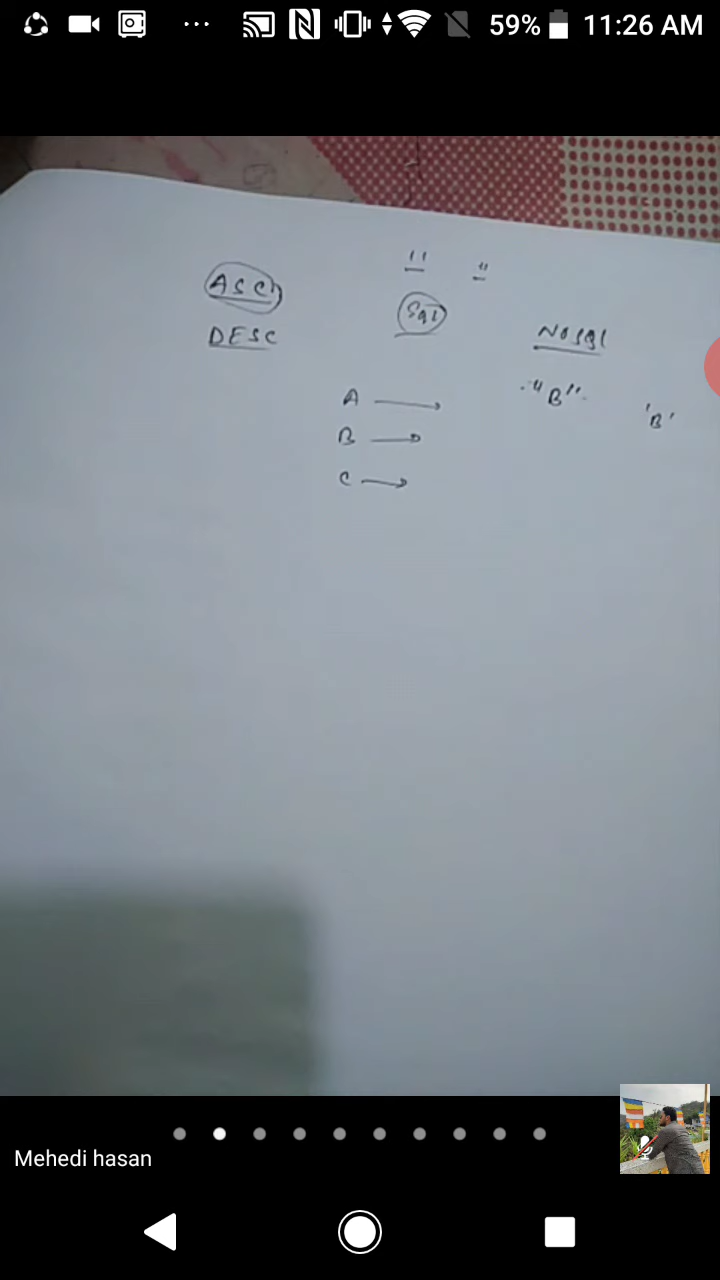 59% 11:26 AM
" "
ASC
Sql
DESC
NoSql
A → "B" 'B'
B →
C →
Mehedi hasan